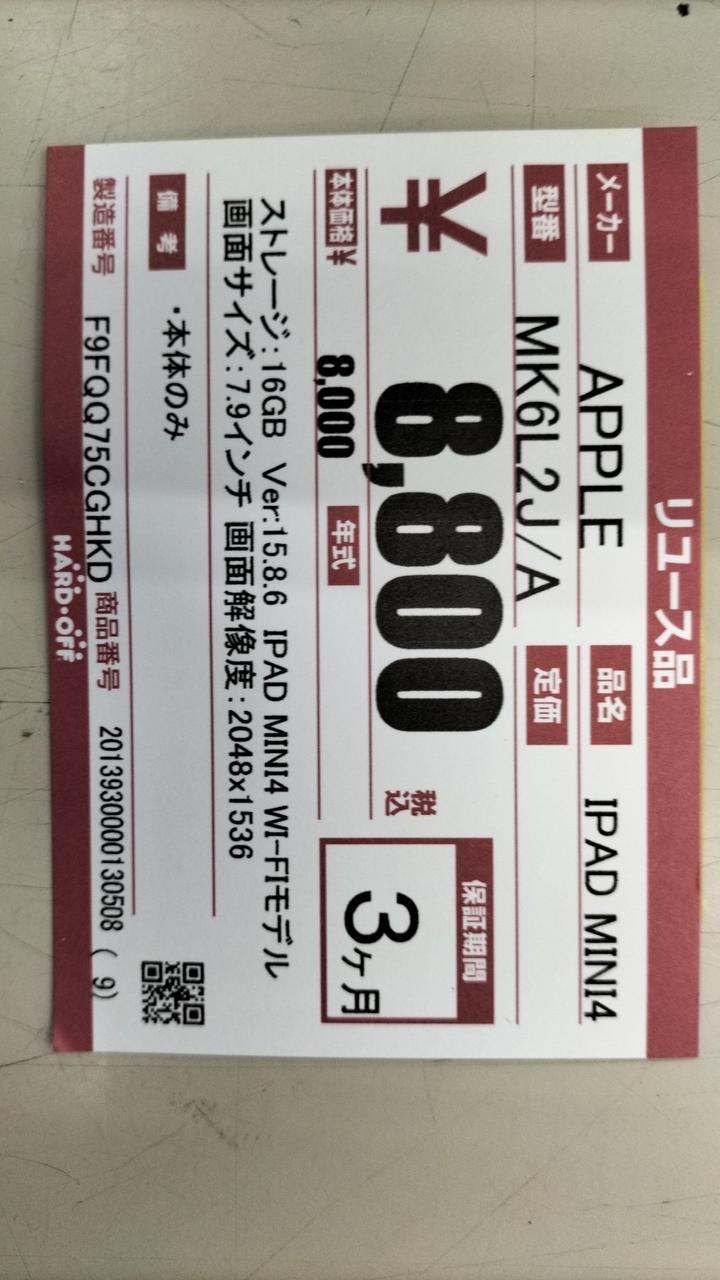 リユース品
メーカー APPLE 品名 IPAD MINI4
型番 MK6L2J/A 定価
¥8,800 税込
保証期間
3ヶ月
本体価格¥ 8,000 年式
ストレージ:16GB Ver:15.8.6 IPAD MINI4 WI-FIモデル
画面サイズ:7.9インチ 画面解像度:2048x1536
備考 ・本体のみ
製造番号 F9FQQ75CGHKD 商品番号 2013930000130508 ( 9)
HARD・OFF